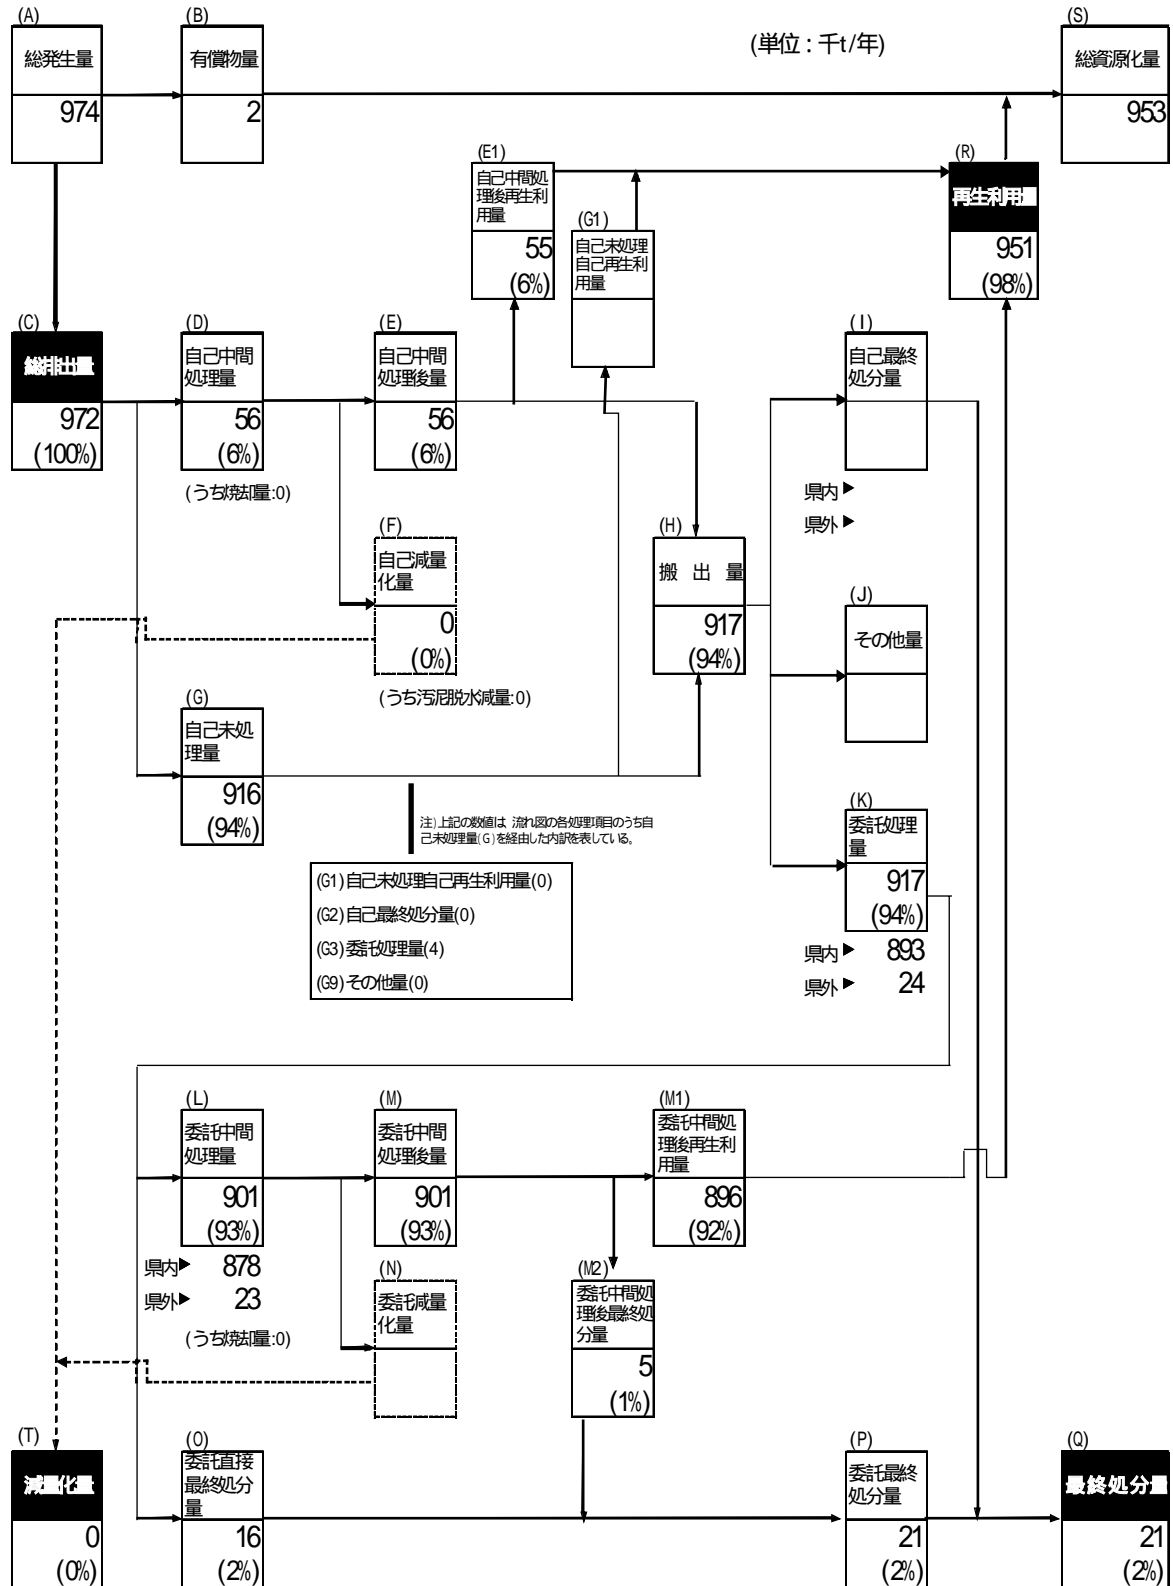 (A)
総発生量
974
(B)
有償物量
2
(単位：千t/年)
(S)
総資源化量
953
(E1)
自己中間処
理後再生利
用量
55
(6%)
(G1)
自己未処理
自己再生利
用量
(R)
再生利用量
951
(98%)
(C)
総排出量
972
(100%)
(D)
自己中間
処理量
56
(6%)
(うち焼却量:0)
(E)
自己中間
処理後量
56
(6%)
(F)
自己減量
化量
0
(0%)
(うち汚泥脱水減量:0)
(G)
自己未処
理量
916
(94%)
(H)
搬出量
917
(94%)
(I)
自己最終
処分量
県内▶
県外▶
(J)
その他量
(K)
委託処理
量
917
(94%)
県内▶ 893
県外▶ 24
注)上記の数値は 流れ図の各処理項目のうち自
己未処理量(G)を経由した内訳を表している。
(G1)自己未処理自己再生利用量(0)
(G2)自己最終処分量(0)
(G3)委託処理量(4)
(G9)その他量(0)
(L)
委託中間
処理量
901
(93%)
県内▶ 878
県外▶ 23
(うち焼却量:0)
(M)
委託中間
処理後量
901
(93%)
(M1)
委託中間処
理後再生利
用量
896
(92%)
(N)
委託減量
化量
(M2)
委託中間処
理後最終処
分量
5
(1%)
(T)
減量化量
0
(0%)
(O)
委託直接
最終処分
量
16
(2%)
(P)
委託最終
処分量
21
(2%)
(Q)
最終処分量
21
(2%)